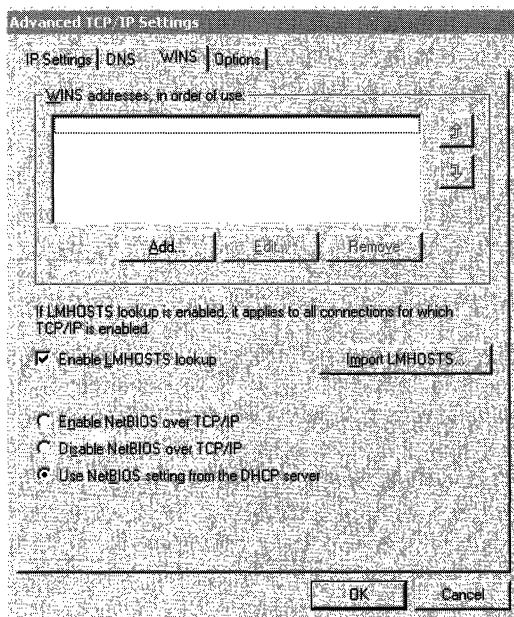 Advanced TCP/IP Settings
IP Settings DNS WINS Options
WINS addresses, in order of use:
Add... Edit... Remove
If LMHOSTS lookup is enabled, it applies to all connections for which
TCP/IP is enabled.
Enable LMHOSTS lookup Import LMHOSTS...
Enable NetBIOS over TCP/IP
Disable NetBIOS over TCP/IP
Use NetBIOS setting from the DHCP server
OK Cancel